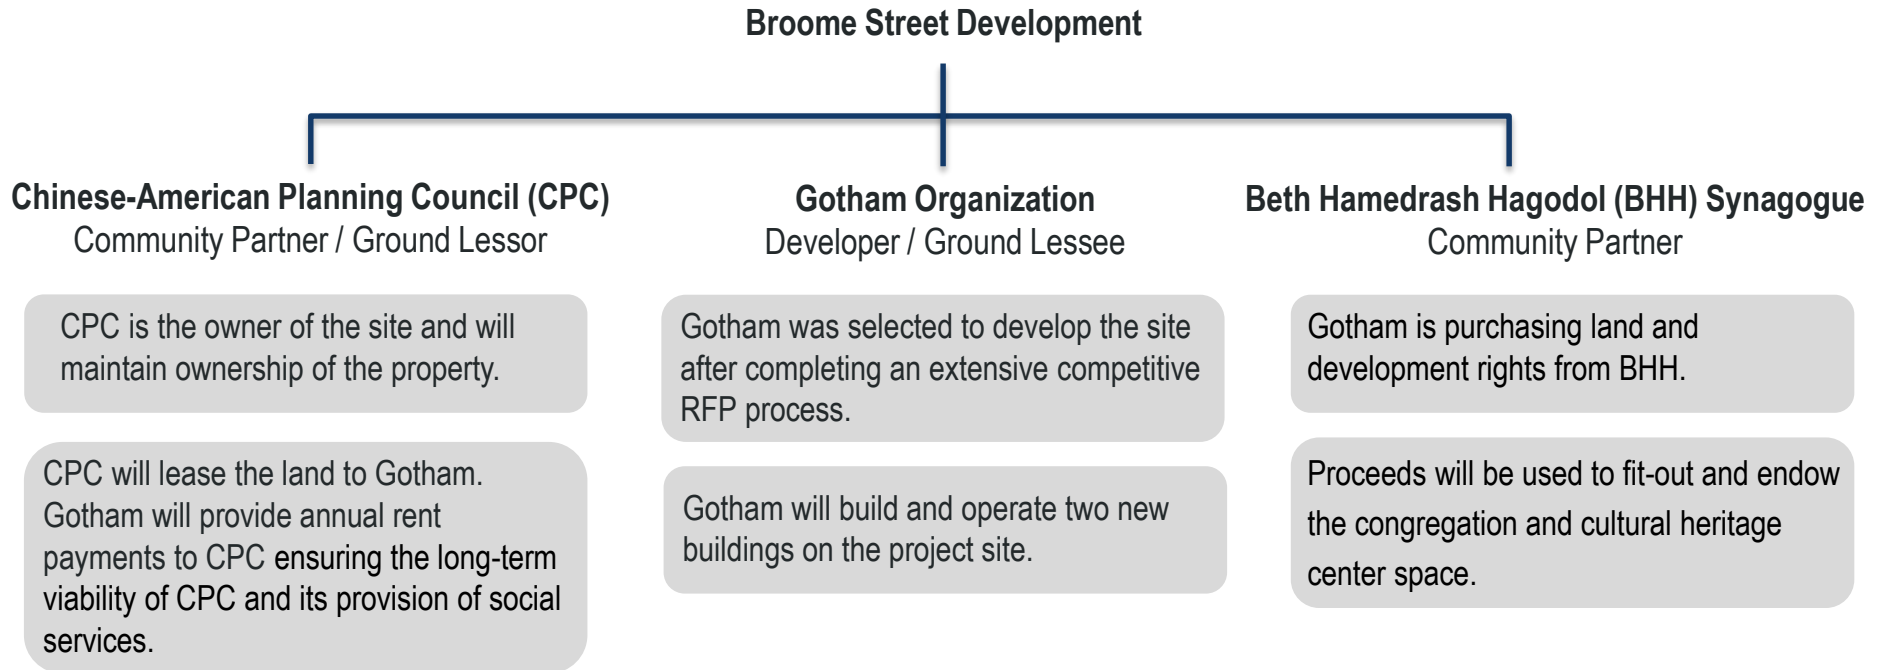 Broome Street Development
Chinese-American Planning Council (CPC)
Community Partner / Ground Lessor
CPC is the owner of the site and will
maintain ownership of the property.
CPC will lease the land to Gotham.
Gotham will provide annual rent
payments to CPC ensuring the long-term
viability of CPC and its provision of social
services.
Gotham Organization
Developer / Ground Lessee
Gotham was selected to develop the site
after completing an extensive competitive
RFP process.
Gotham will build and operate two new
buildings on the project site.
Beth Hamedrash Hagodol (BHH) Synagogue
Community Partner
Gotham is purchasing land and
development rights from BHH.
Proceeds will be used to fit-out and endow
the congregation and cultural heritage
center space.